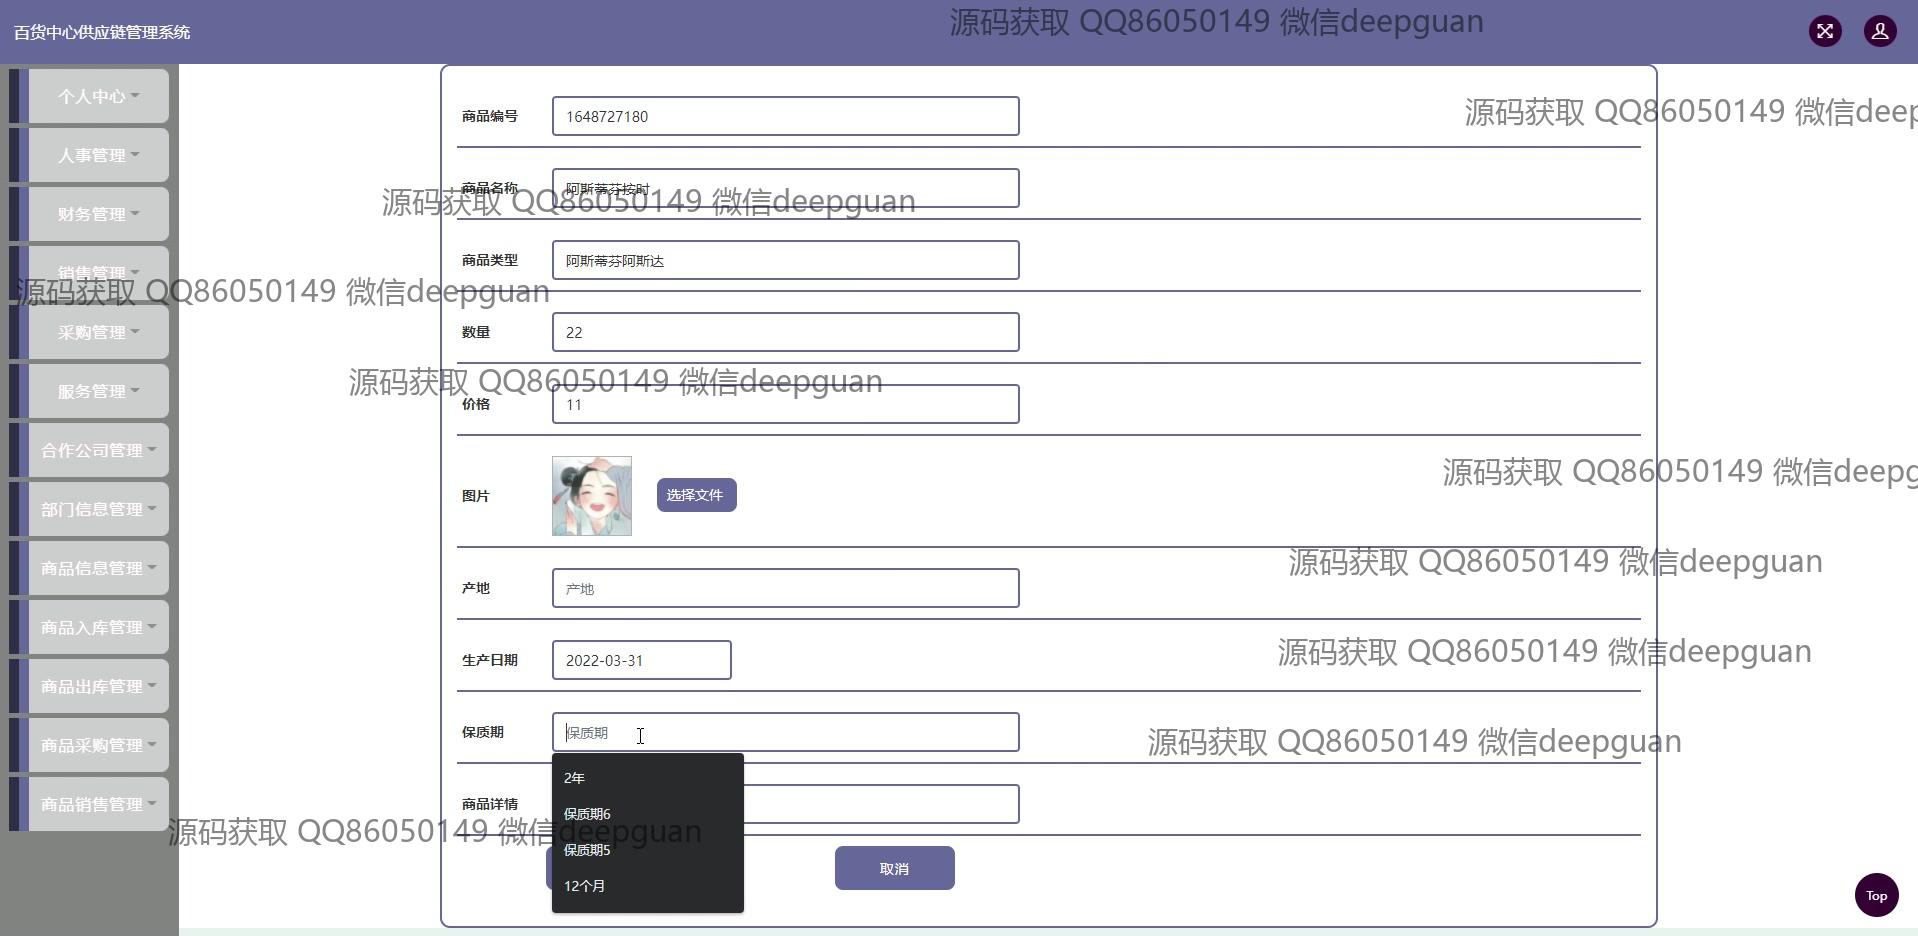 百货中心供应链管理系统
源码获取 QQ86050149 微信deepguan
个人中心
人事管理
财务管理
销售管理
采购管理
服务管理
合作公司管理
部门信息管理
商品信息管理
商品入库管理
商品出库管理
商品采购管理
商品销售管理
商品编号 1648727180
源码获取 QQ86050149 微信deep
商品名称 阿斯蒂芬按时
源码获取 QQ86050149 微信deepguan
商品类型 阿斯蒂芬阿斯达
源码获取 QQ86050149 微信deepguan
数量 22
源码获取 QQ86050149 微信deepguan
价格 11
源码获取 QQ86050149 微信deepg
图片 选择文件
源码获取 QQ86050149 微信deepguan
产地 产地
源码获取 QQ86050149 微信deepguan
生产日期 2022-03-31
保质期 保质期
源码获取 QQ86050149 微信deepguan
2年
商品详情
保质期6
源码获取 QQ86050149 微信deepguan
保质期5
12个月
取消
Top